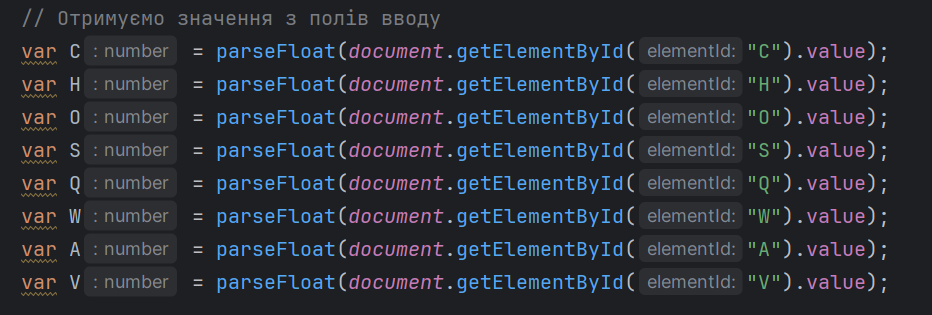 // Отримуємо значення з полів вводу
var C : number = parseFloat(document.getElementById( elementId: "C").value);
var H : number = parseFloat(document.getElementById( elementId: "H").value);
var O : number = parseFloat(document.getElementById( elementId: "O").value);
var S : number = parseFloat(document.getElementById( elementId: "S").value);
var Q : number = parseFloat(document.getElementById( elementId: "Q").value);
var W : number = parseFloat(document.getElementById( elementId: "W").value);
var A : number = parseFloat(document.getElementById( elementId: "A").value);
var V : number = parseFloat(document.getElementById( elementId: "V").value);